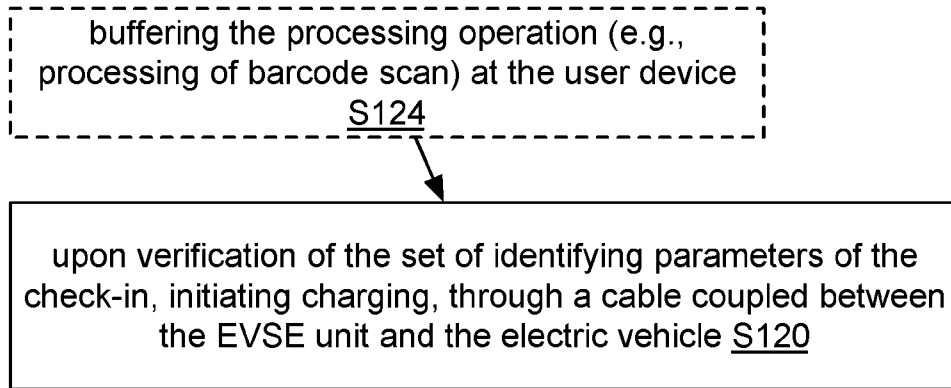 buffering the processing operation (e.g.,
processing of barcode scan) at the user device
S124
upon verification of the set of identifying parameters of the
check-in, initiating charging, through a cable coupled between
the EVSE unit and the electric vehicle S120